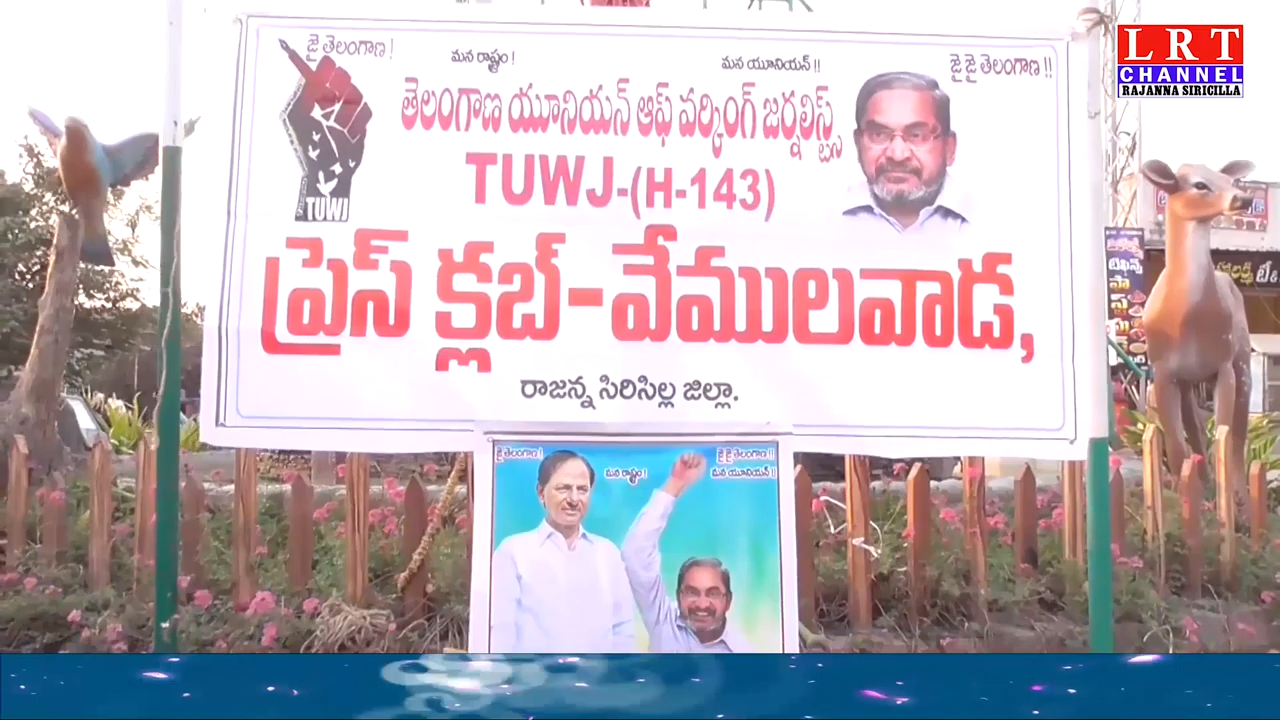 జై తెలంగాణ !
మన రాష్ట్రం !
మన యూనియన్ !!
జై జై తెలంగాణ !!
L R T
CHANNEL
RAJANNA SIRICILLA
తెలంగాణ యూనియన్ ఆఫ్ వర్కింగ్ జర్నలిస్ట్స్
TUWJ-(H-143)
TUWJ
ప్రెస్ క్లబ్-వేములవాడ,
రాజన్న సిరిసిల్ల జిల్లా.
జై తెలంగాణ !
మన రాష్ట్రం !
జై జై తెలంగాణ !!
మన యూనియన్ !!